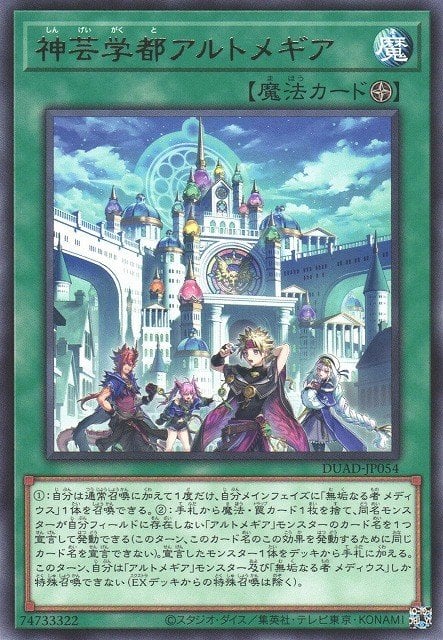 しん げい がく と
神芸学都アルトメギア
魔
まほう
【魔法カード】
DUAD-JP054
①:自分は通常召喚に加えて1度だけ、自分メインフェイズに「無垢なる者 メディ
ウス」1体を召喚できる。②:手札から魔法・罠カード1枚を捨て、同名モン
スターが自分フィールドに存在しない「アルトメギア」モンスターのカード名を1つ
宣言して発動できる(このターン、このカード名のこの効果を発動するために同じ
カード名を宣言できない)。宣言したモンスター1体をデッキから手札に加える。
このターン、自分は「アルトメギア」モンスター及び「無垢なる者 メディウス」しか
特殊召喚できない(EXデッキからの特殊召喚は除く)。
74733322
©スタジオ・ダイス/集英社・テレビ東京・KONAMI